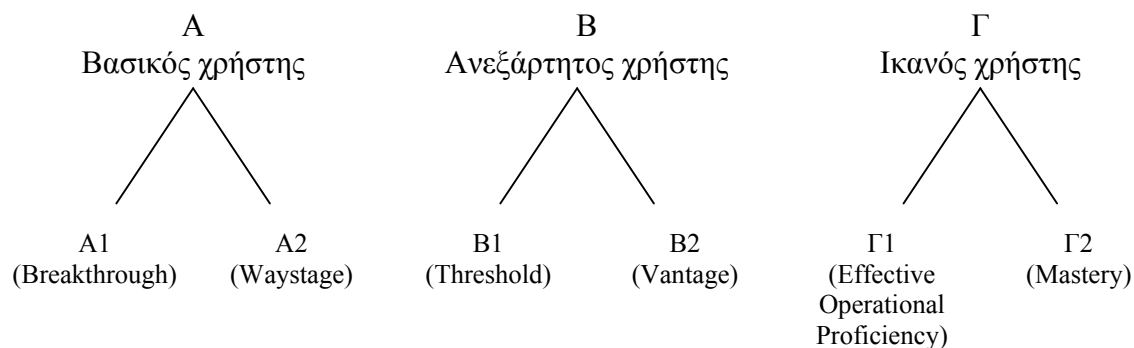 Α Β Γ
Βασικός χρήστης Ανεξάρτητος χρήστης Ικανός χρήστης
Α1 Α2 Β1 Β2 Γ1 Γ2
(Breakthrough) (Waystage) (Threshold) (Vantage) (Effective (Mastery)
Operational
Proficiency)